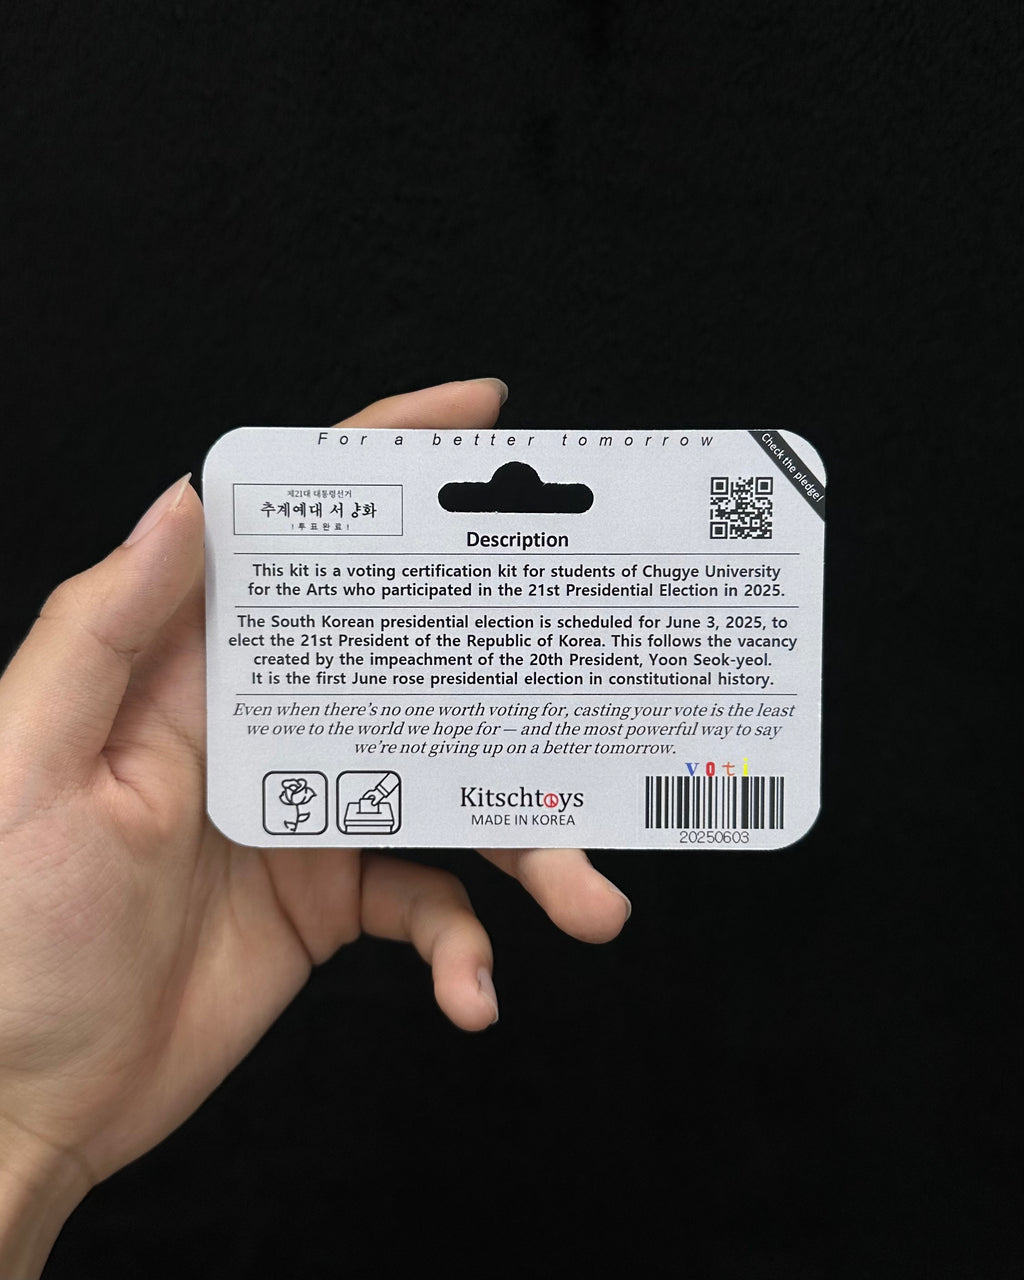 For a better tomorrow
Check the pledge!
제21대 대통령선거
추계예대 서 양화
!투표완료!
Description
This kit is a voting certification kit for students of Chugye University
for the Arts who participated in the 21st Presidential Election in 2025.
The South Korean presidential election is scheduled for June 3, 2025, to
elect the 21st President of the Republic of Korea. This follows the vacancy
created by the impeachment of the 20th President, Yoon Seok-yeol.
It is the first June rose presidential election in constitutional history.
Even when there's no one worth voting for, casting your vote is the least
we owe to the world we hope for — and the most powerful way to say
we're not giving up on a better tomorrow.
voti
Kitschtoys
MADE IN KOREA
20250603